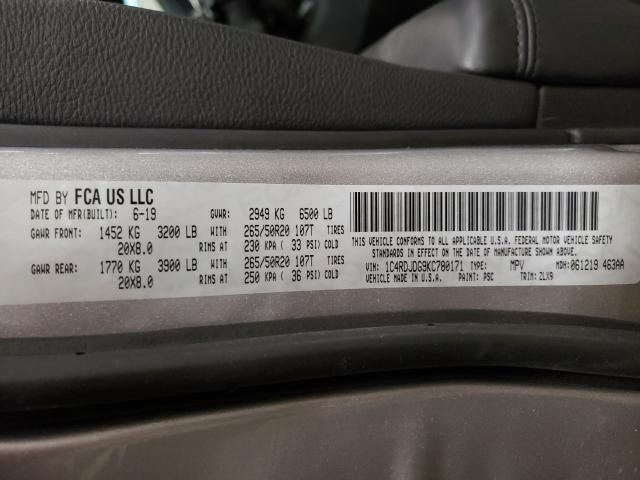 MFD BY FCA US LLC
DATE OF MFR(BUILT): 6-19 GVWR: 2949 KG 6500 LB
GAWR FRONT: 1452 KG 3200 LB WITH 265/50R20 107T TIRES
20X8.0 RIMS AT 230 KPA ( 33 PSI) COLD
GAWR REAR: 1770 KG 3900 LB WITH 265/50R20 107T TIRES
20X8.0 RIMS AT 250 KPA ( 36 PSI) COLD
THIS VEHICLE CONFORMS TO ALL APPLICABLE U.S.A. FEDERAL MOTOR VEHICLE SAFETY
STANDARDS IN EFFECT ON THE DATE OF MANUFACTURE SHOWN ABOVE.
VIN: 1C4RDJDG9KC780171 TYPE: MPV MDH: 061219 463AA
VEHICLE MADE IN U.S.A. PAINT: PSC TRIM: ZLX9